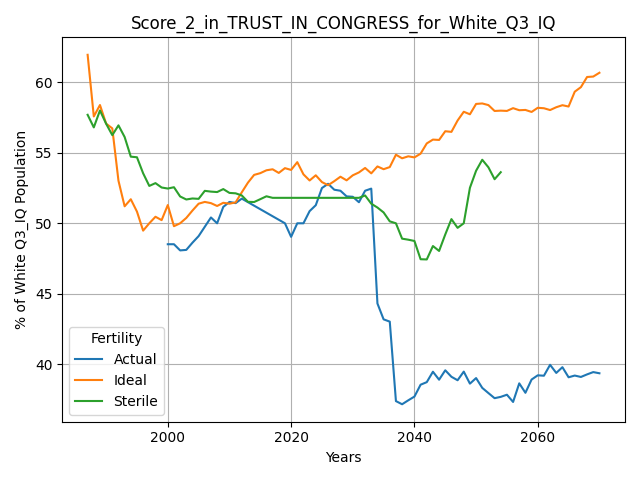 Score_2_in_TRUST_IN_CONGRESS_for_White_Q3_IQ
% of White Q3_IQ Population
60
55
50
45
40
Fertility
Actual
Ideal
Sterile
2000 2020 2040 2060
Years